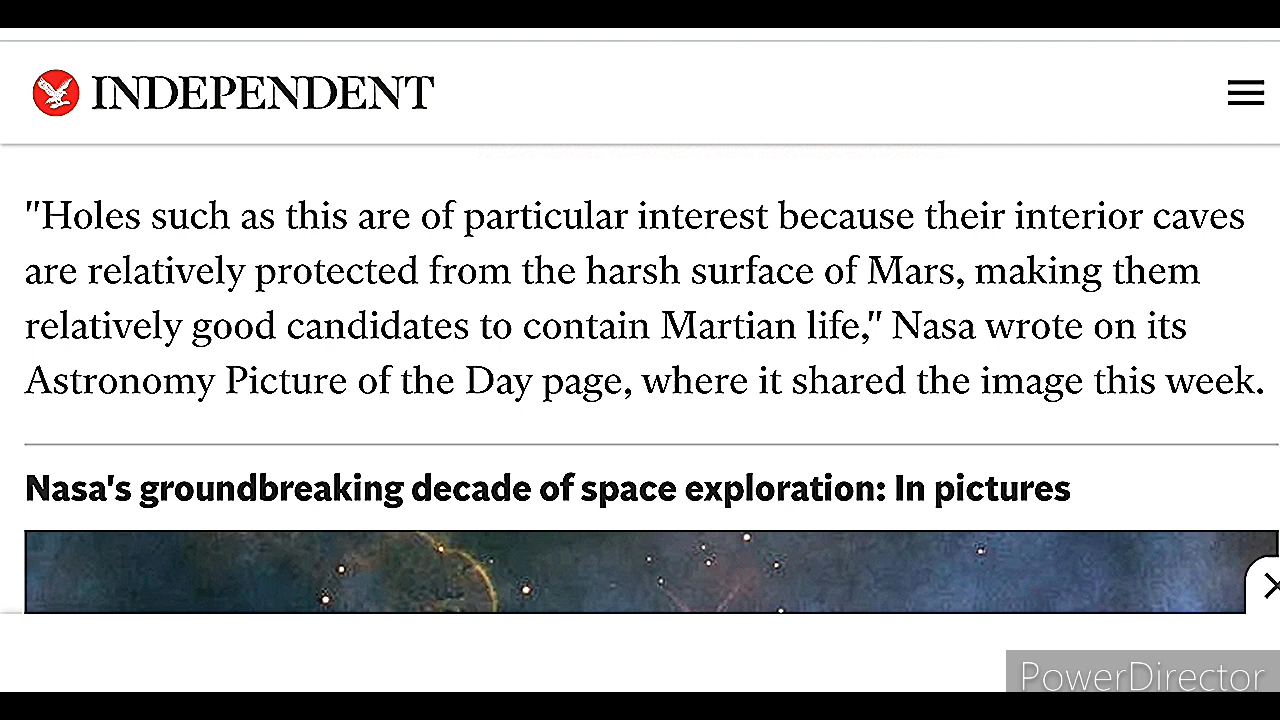 INDEPENDENT
"Holes such as this are of particular interest because their interior caves
are relatively protected from the harsh surface of Mars, making them
relatively good candidates to contain Martian life," Nasa wrote on its
Astronomy Picture of the Day page, where it shared the image this week.
Nasa's groundbreaking decade of space exploration: In pictures
PowerDirector